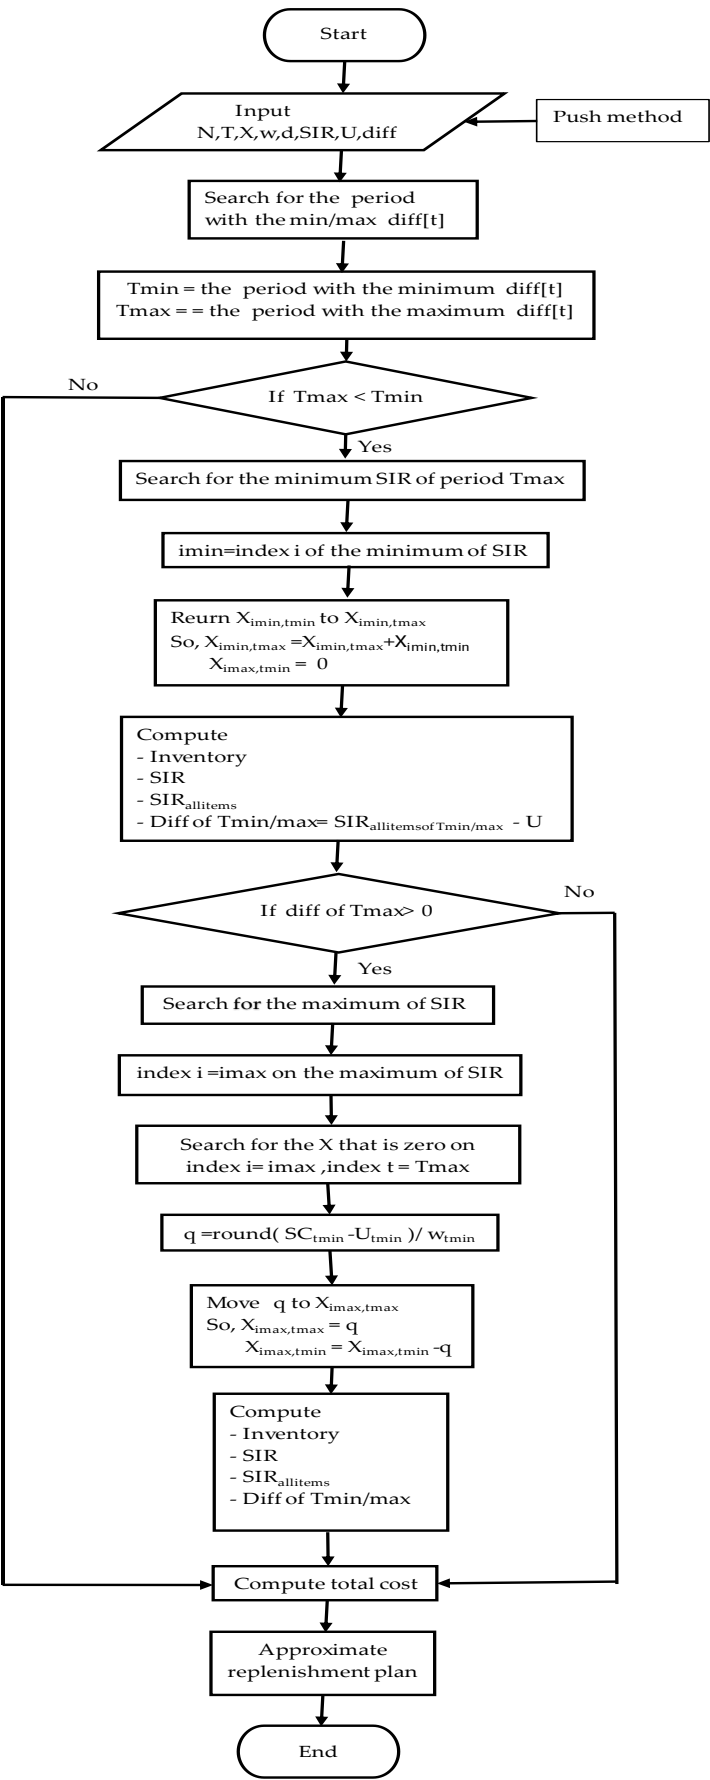 Start
Input
N,T,X,w,d,SIR,U,diff
Push method
Search for the period
with the min/max diff[t]
Tmin = the period with the minimum diff[t]
Tmax = = the period with the maximum diff[t]
No
If Tmax < Tmin
Yes
Search for the minimum SIR of period Tmax
imin=index i of the minimum of SIR
Reurn Ximin,tmin to Ximin,tmax
So, Ximin,tmax =Ximin,tmax+Ximin,tmin
Ximax,tmin = 0
Compute
- Inventory
- SIR
- SIRallitems
- Diff of Tmin/max= SIRallitemsofTmin/max - U
No
If diff of Tmax> 0
Yes
Search for the maximum of SIR
index i =imax on the maximum of SIR
Search for the X that is zero on
index i= imax ,index t = Tmax
q =round( SCtmin -Utmin )/ wtmin
Move q to Ximax,tmax
So, Ximax,tmax = q
Ximax,tmin = Ximax,tmin -q
Compute
- Inventory
- SIR
- SIRallitems
- Diff of Tmin/max
Compute total cost
Approximate
replenishment plan
End